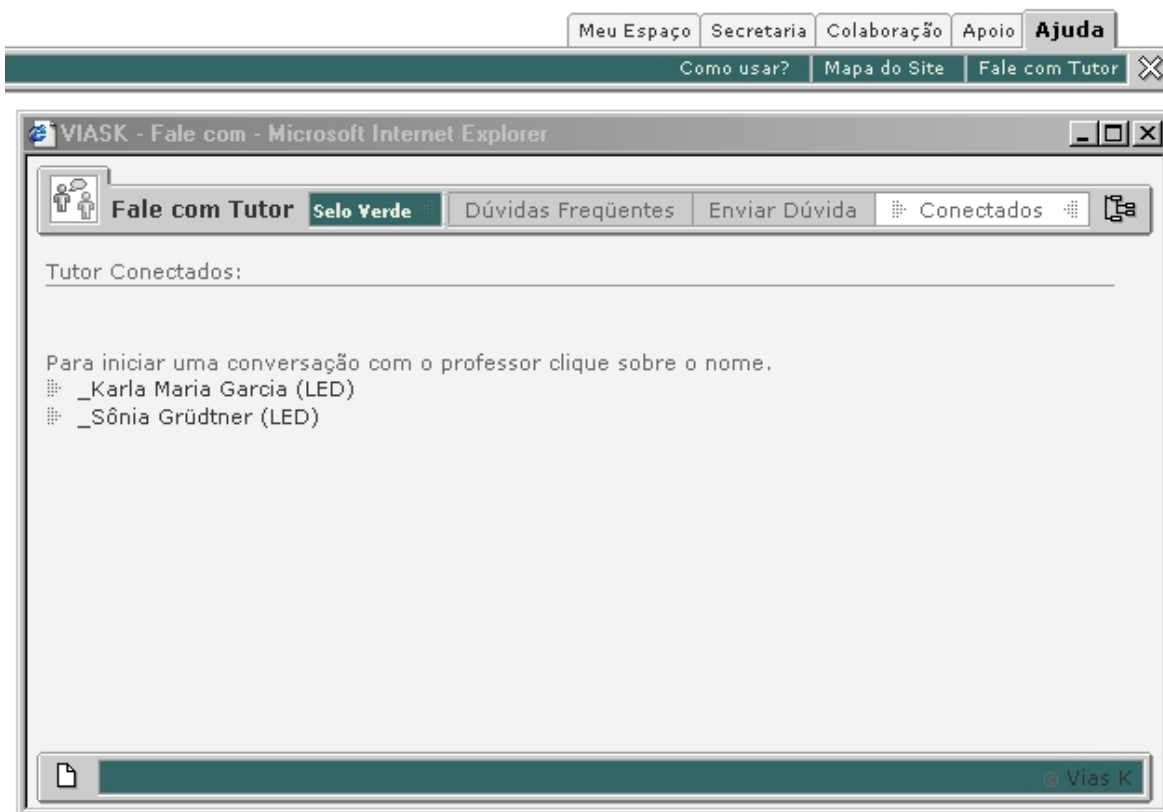 Meu Espaço Secretaria Colaboração Apoio Ajuda
Como usar? Mapa do Site Fale com Tutor
VIASK - Fale com - Microsoft Internet Explorer
Fale com Tutor Selo Verde Dúvidas Freqüentes Enviar Dúvida Conectados
Tutor Conectados:
Para iniciar uma conversação com o professor clique sobre o nome.
_Karla Maria Garcia (LED)
_Sônia Grüdtner (LED)
@ Vias K